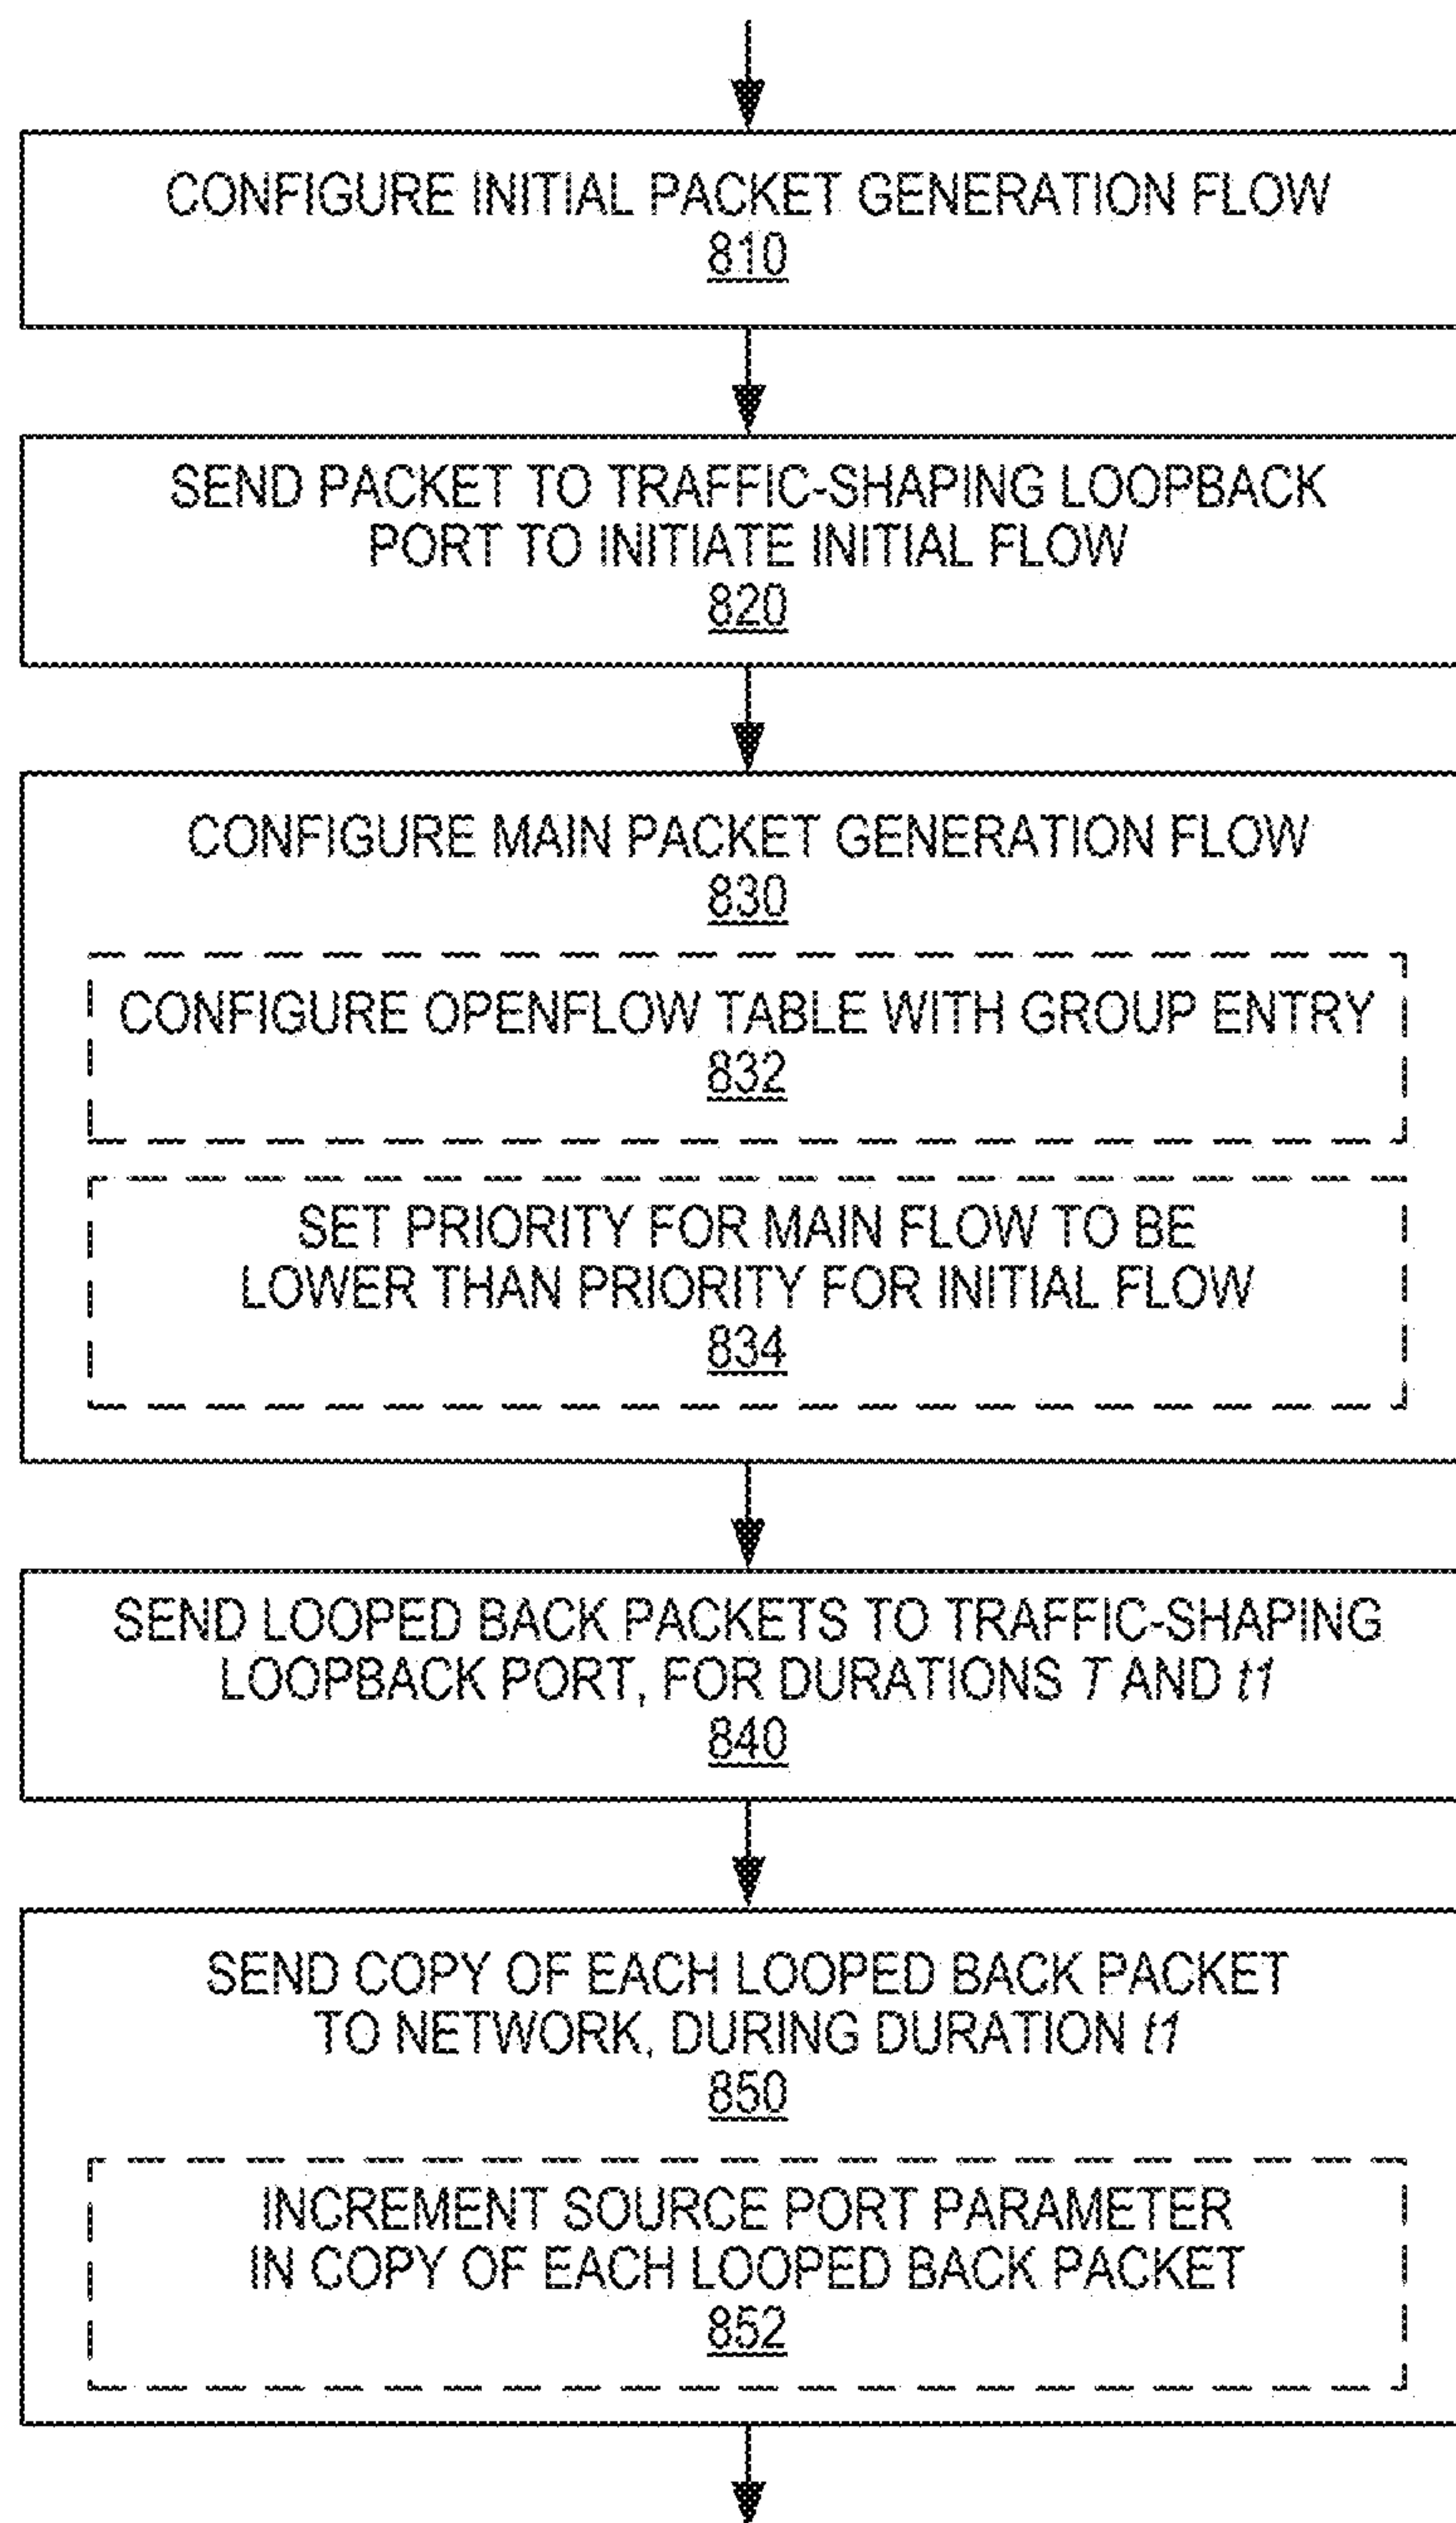 CONFIGURE INITIAL PACKET GENERATION FLOW
810
SEND PACKET TO TRAFFIC-SHAPING LOOPBACK
PORT TO INITIATE INITIAL FLOW
820
CONFIGURE MAIN PACKET GENERATION FLOW
830
CONFIGURE OPENFLOW TABLE WITH GROUP ENTRY
832
SET PRIORITY FOR MAIN FLOW TO BE
LOWER THAN PRIORITY FOR INITIAL FLOW
834
SEND LOOPED BACK PACKETS TO TRAFFIC-SHAPING
LOOPBACK PORT, FOR DURATIONS T AND t1
840
SEND COPY OF EACH LOOPED BACK PACKET
TO NETWORK, DURING DURATION t1
850
INCREMENT SOURCE PORT PARAMETER
IN COPY OF EACH LOOPED BACK PACKET
852